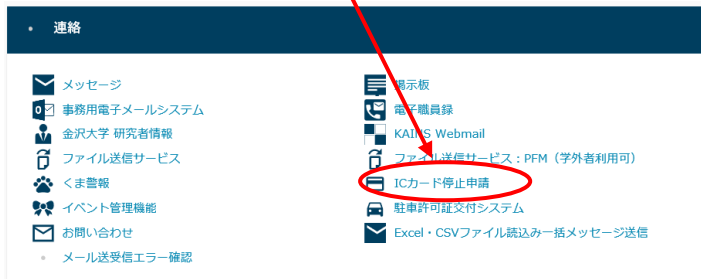 連絡
メッセージ
掲示板
事務用電子メールシステム
電子職員録
金沢大学 研究者情報
KAINS Webmail
ファイル送信サービス
ファイル送信サービス：PFM（学外者利用可）
くま警報
ICカード停止申請
イベント管理機能
駐車許可証交付システム
お問い合わせ
Excel・CSVファイル読込み一括メッセージ送信
メール送受信エラー確認